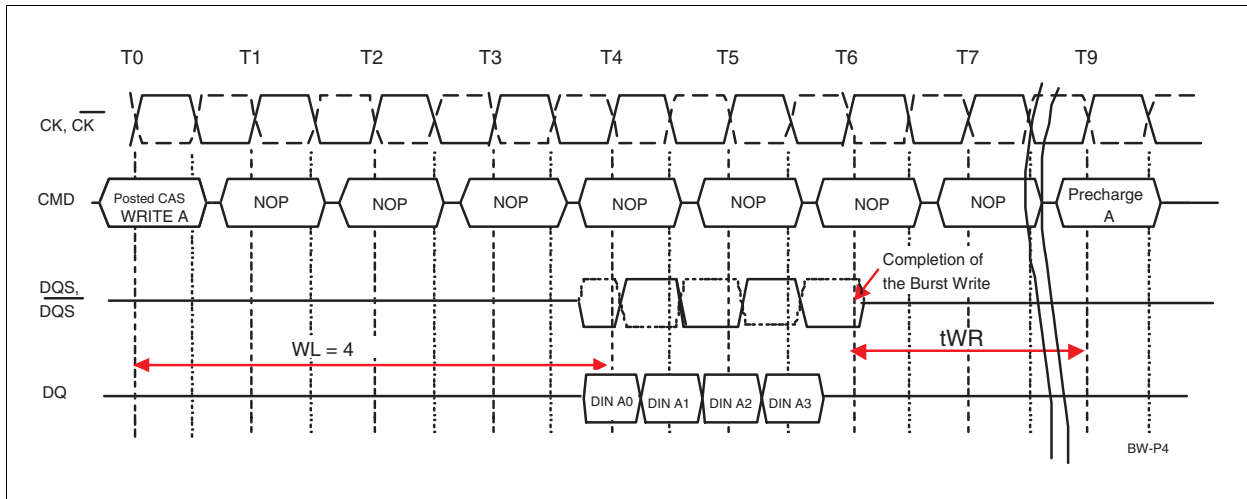 T0 T1 T2 T3 T4 T5 T6 T7 T9
CK, CK
CMD
Posted CAS
WRITE A
NOP NOP NOP NOP NOP NOP NOP
Precharge
A
DQS,
DQS
Completion of
the Burst Write
WL = 4
tWR
DQ
DIN A0 DIN A1 DIN A2 DIN A3
BW-P4